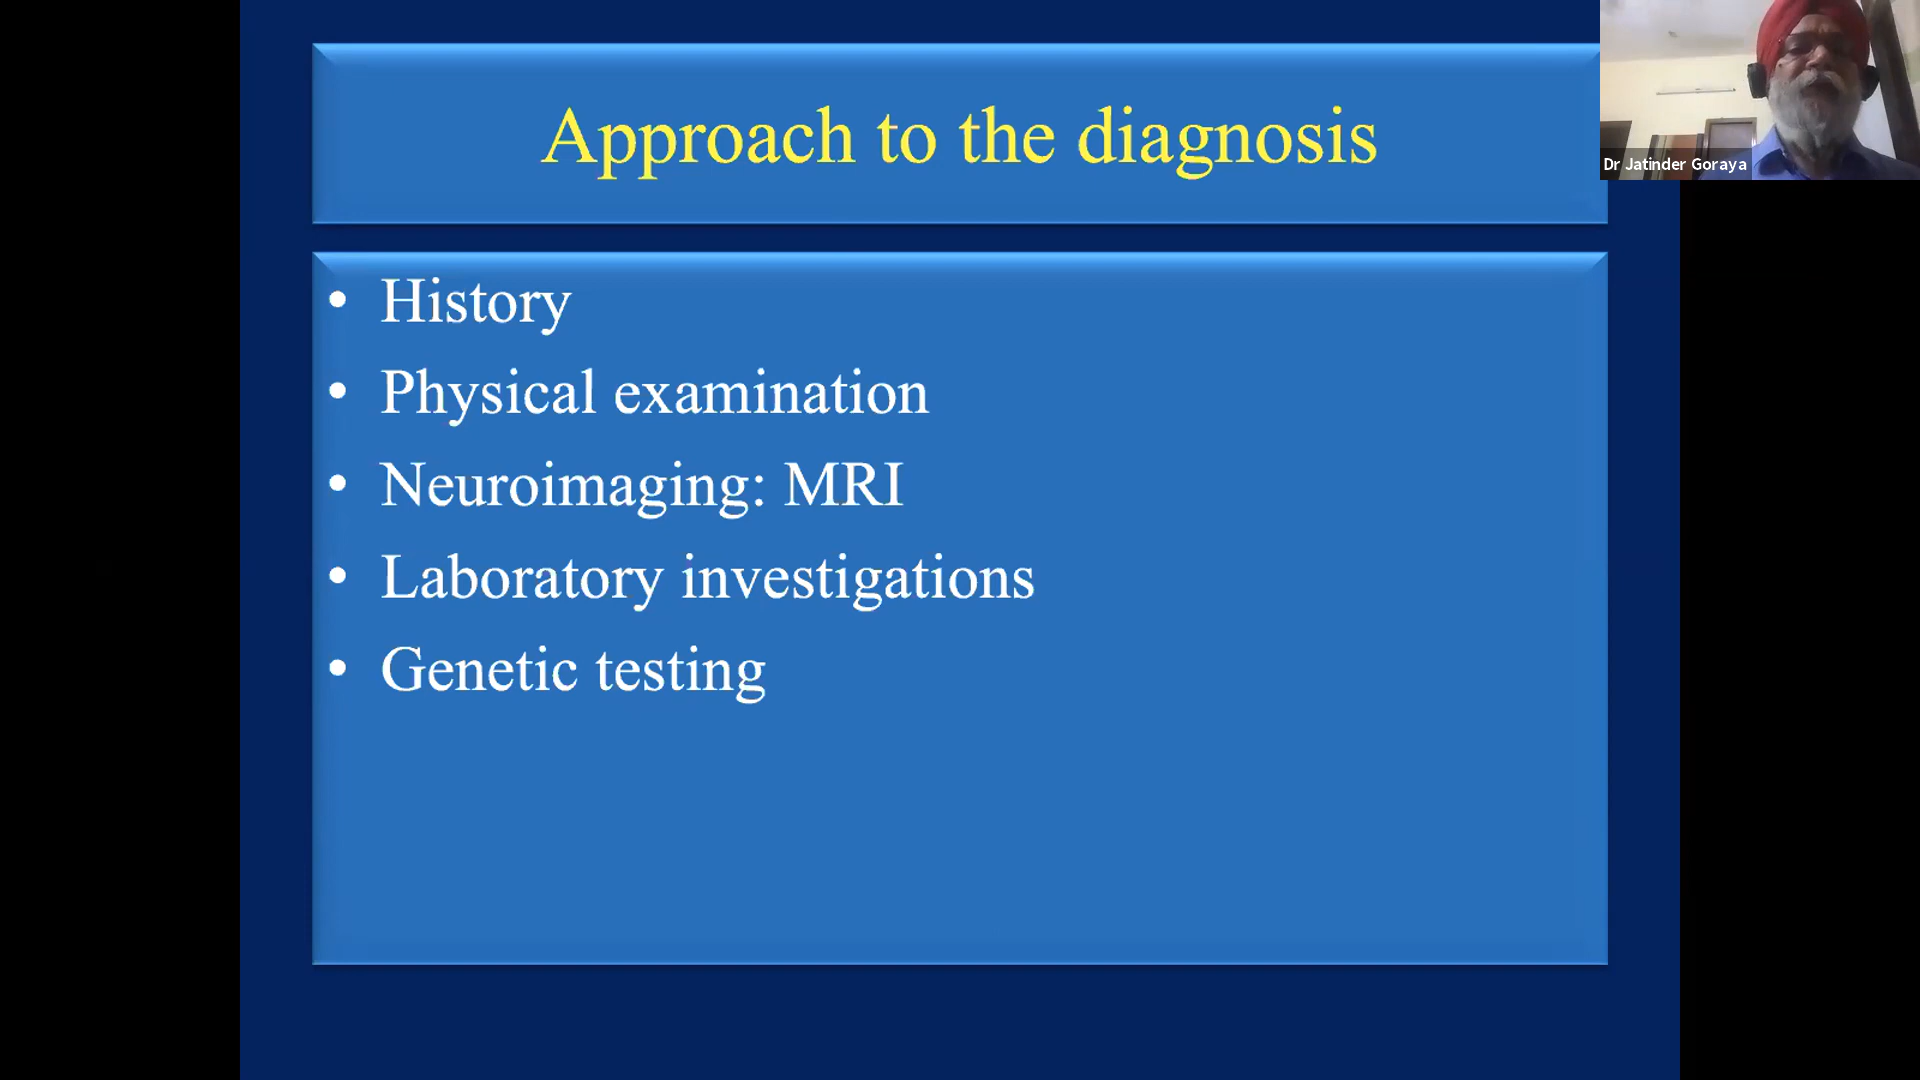 Approach to the diagnosis
Dr Jatinder Goraya
• History
• Physical examination
• Neuroimaging: MRI
• Laboratory investigations
• Genetic testing